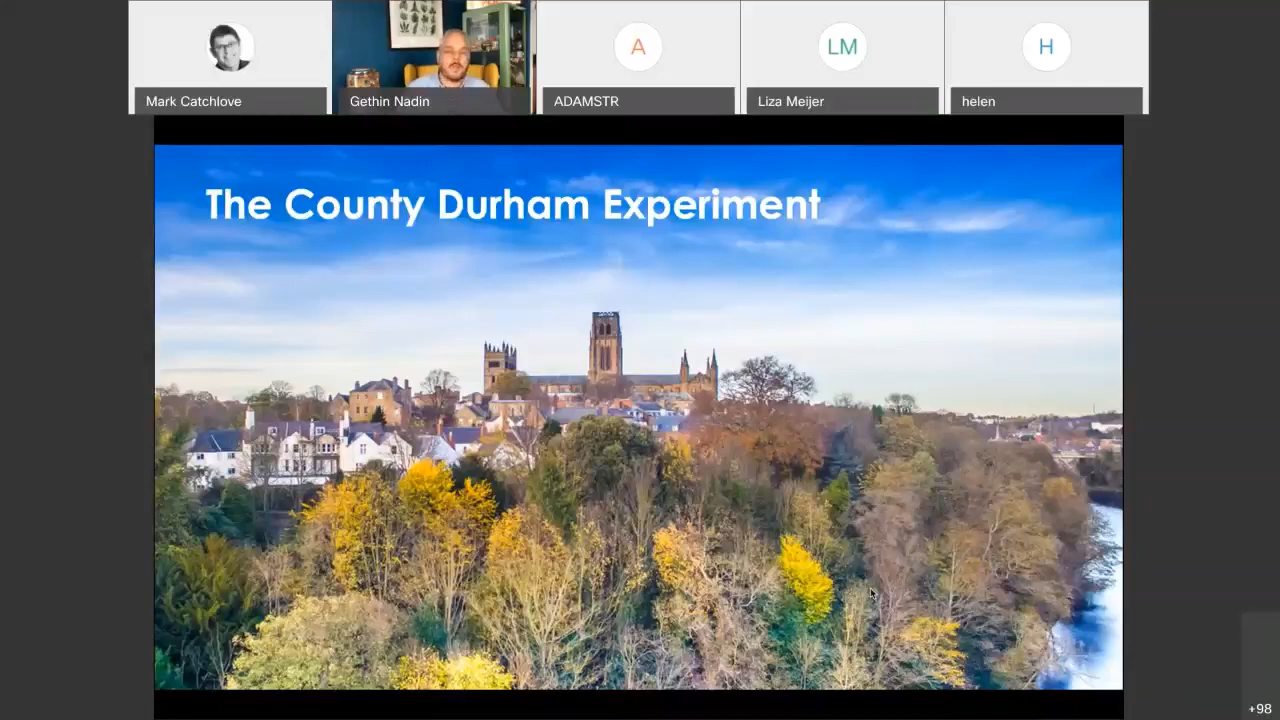 Mark Catchlove
Gethin Nadin
A
ADAMSTR
LM
Liza Meijer
H
helen
The County Durham Experiment
+98